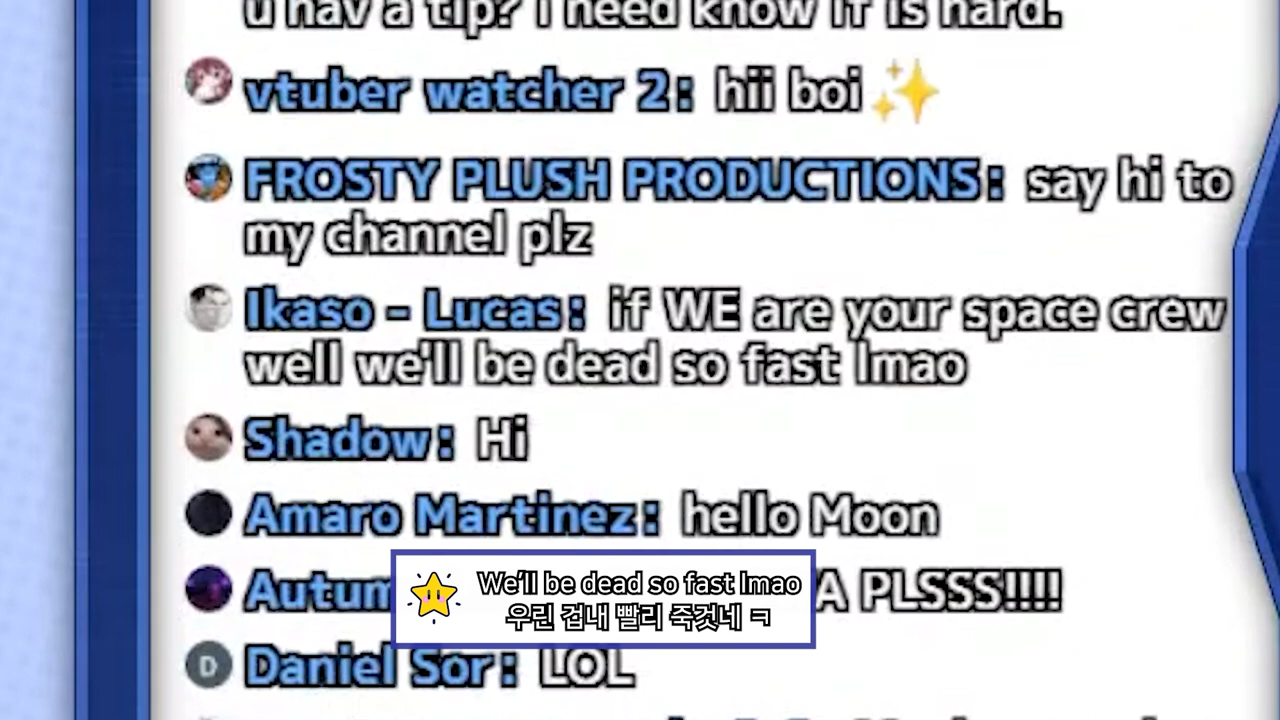 u hav a tip? I need know if is hard.
vtuber watcher 2: hii boi✨
FROSTY PLUSH PRODUCTIONS: say hi to
my channel plz
Ikaso - Lucas: if WE are your space crew
well we'll be dead so fast lmao
Shadow: Hi
Amaro Martinez: hello Moon
Autum
A PLSSS!!!!
We'll be dead so fast lmao
우린 겁내 빨리 죽것네 ㅋ
D
Daniel Sor: LOL